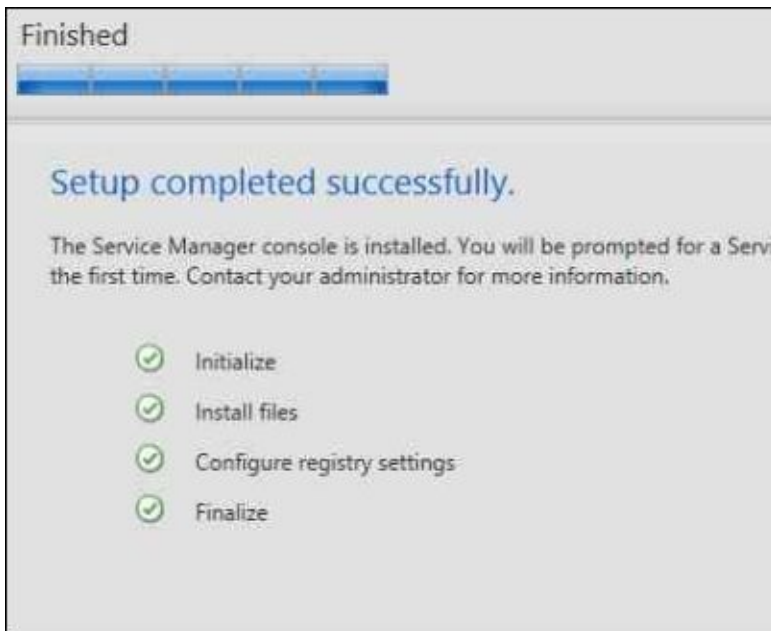 Finished
Setup completed successfully.
The Service Manager console is installed. You will be prompted for a
the first time. Contact your administrator for more information.
Initialize
Install files
Configure registry settings
Finalize